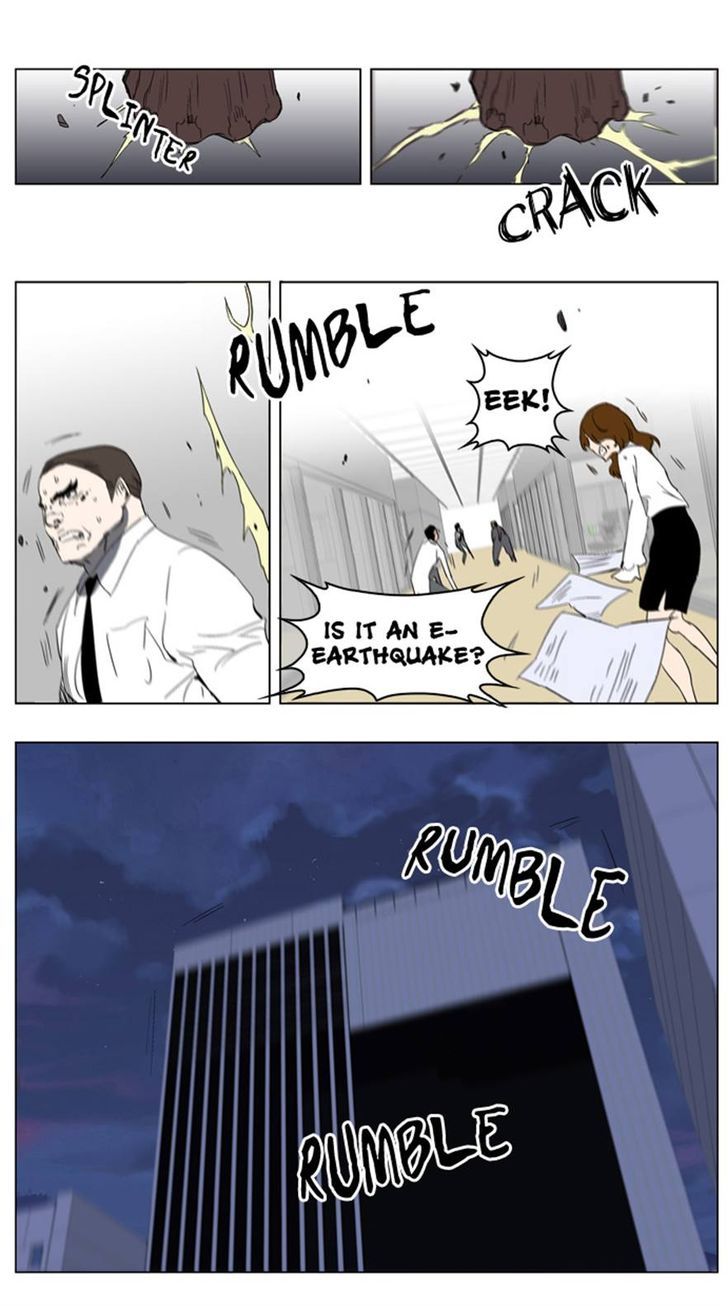 SPLINTER
CRACK
RUMBLE
EEK!
IS IT AN E-
EARTHQUAKE?
RUMBLE
RUMBLE